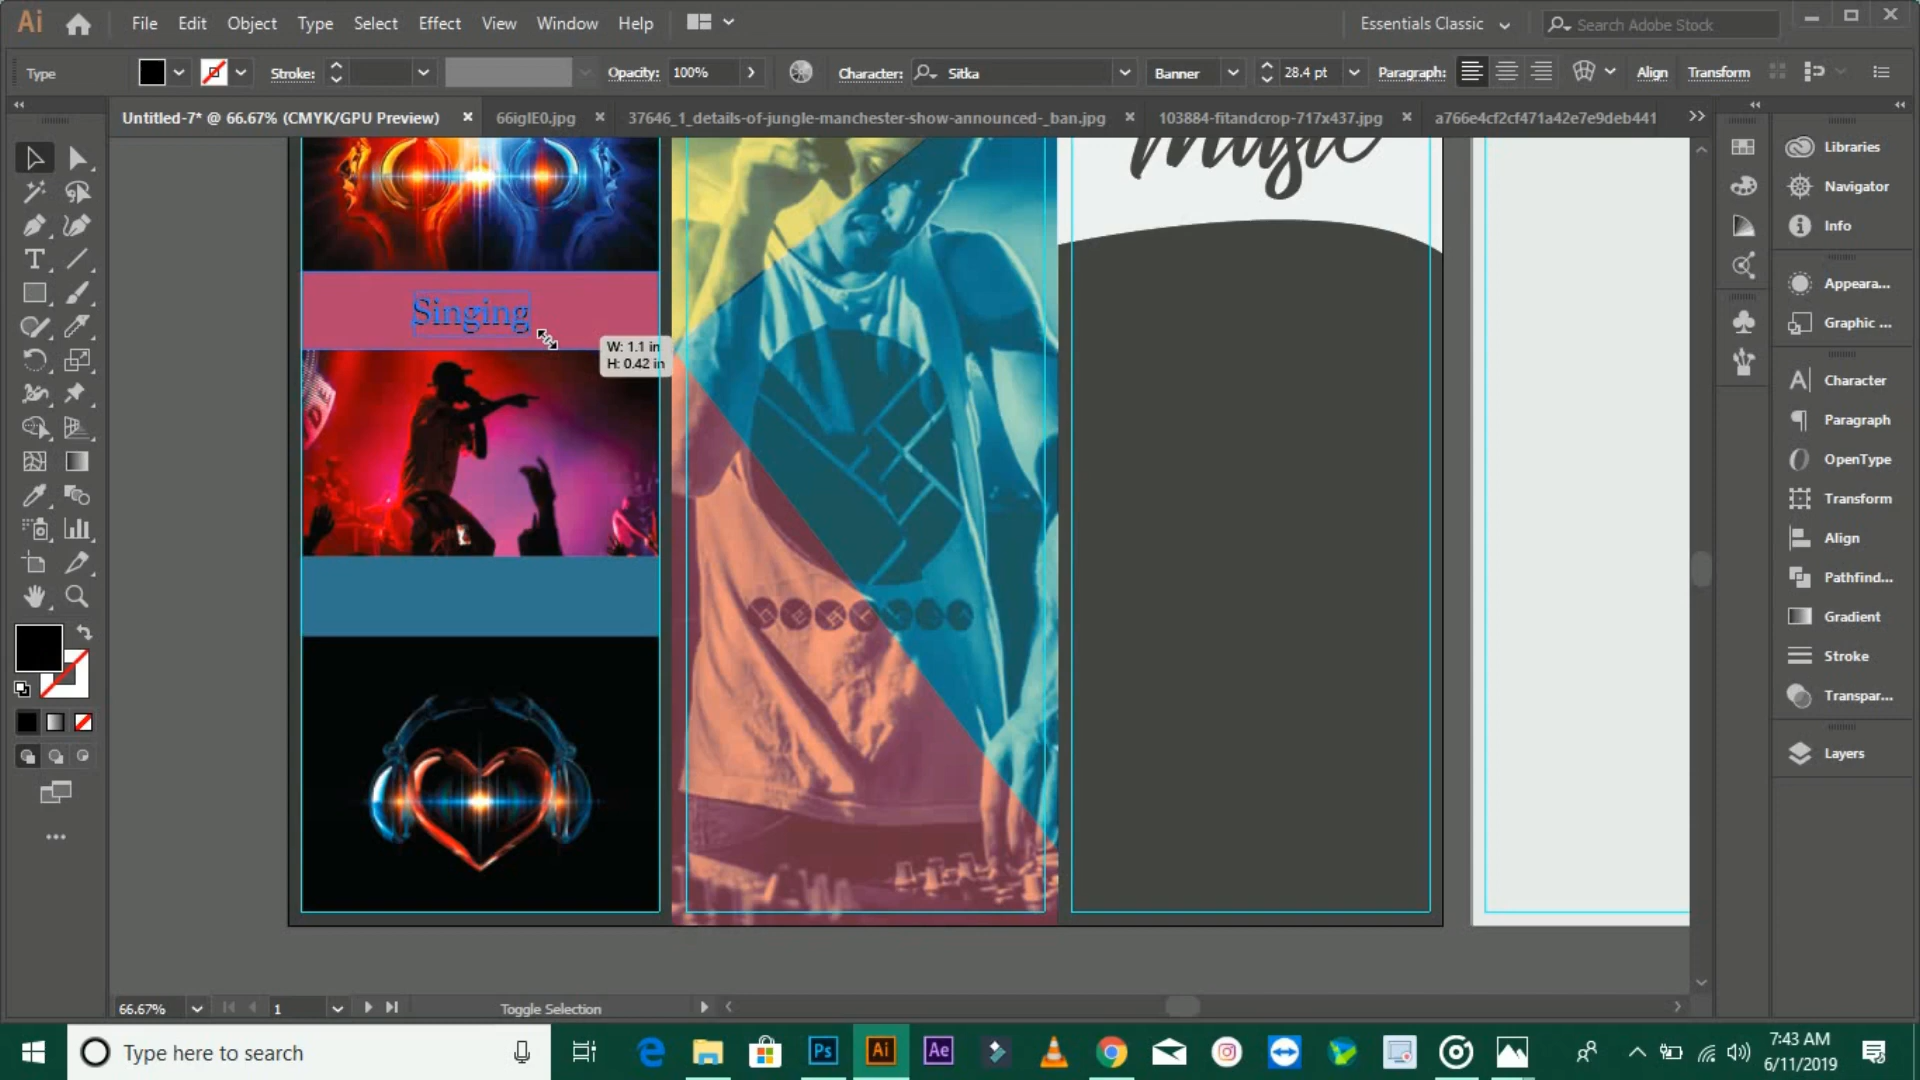 Ai File Edit Object Type Select Effect View Window Help Essentials Classic Search Adobe Stock
Type Stroke: Opacity: 100% Character: Sitka Banner 28.4 pt Paragraph: Align Transform
Untitled-7* @ 66.67% (CMYK/GPU Preview) 66igIE0.jpg 37646_1_details-of-jungle-manchester-show-announced-_ban.jpg 103884-fitandcrop-717x437.jpg a766e4cf2cf471a42e7e9deb441
music
Singing
W: 1.1 in
H: 0.42 in
Libraries
Navigator
Info
Appeara...
Graphic ...
Character
Paragraph
OpenType
Transform
Align
Pathfind...
Gradient
Stroke
Transpar...
Layers
66.67% 1 Toggle Selection
Type here to search
Ps Ai Ae
7:43 AM
6/11/2019